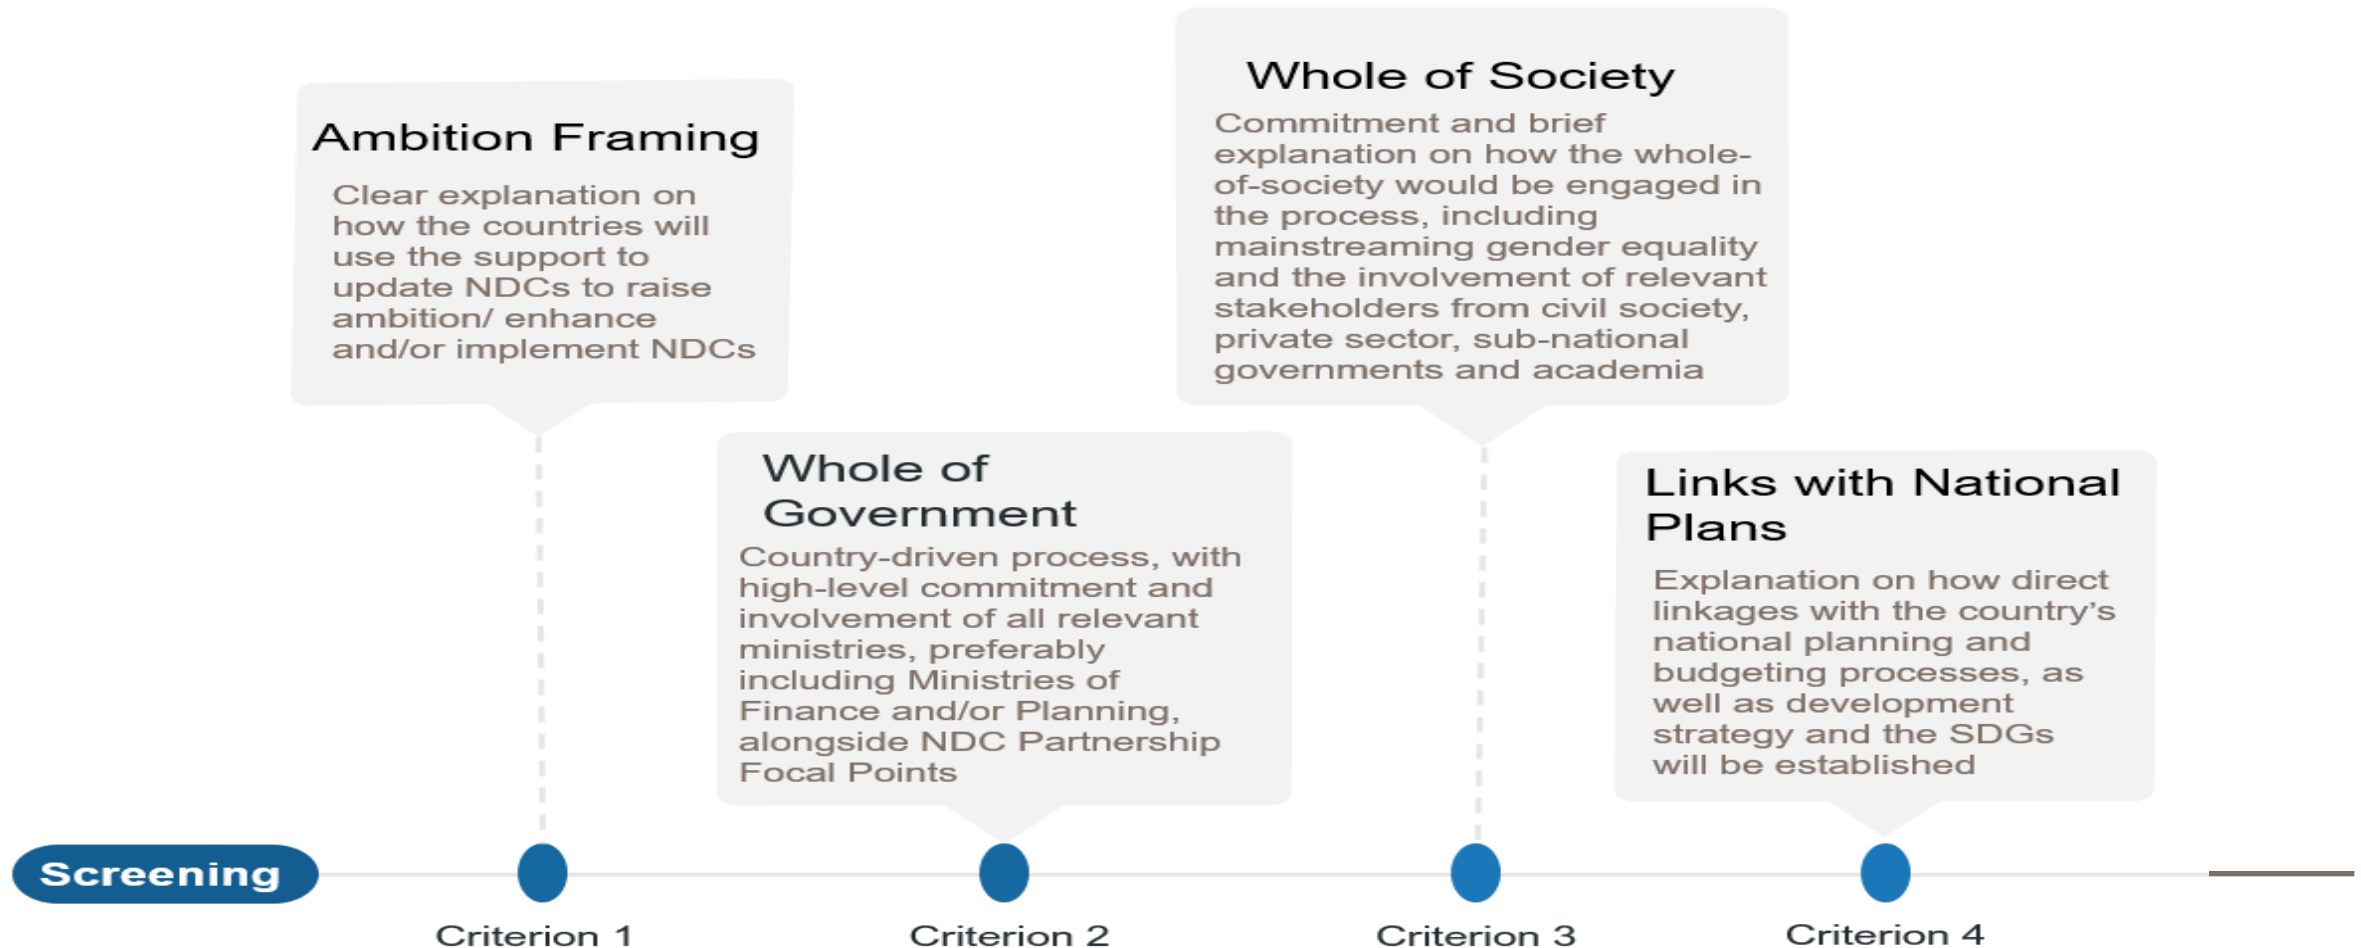 Ambition Framing
Clear explanation on
how the countries will
use the support to
update NDCs to raise
ambition/ enhance
and/or implement NDCs
Whole of
Government
Country-driven process, with
high-level commitment and
involvement of all relevant
ministries, preferably
including Ministries of
Finance and/or Planning,
alongside NDC Partnership
Focal Points
Whole of Society
Commitment and brief
explanation on how the whole-
of-society would be engaged in
the process, including
mainstreaming gender equality
and the involvement of relevant
stakeholders from civil society,
private sector, sub-national
governments and academia
Links with National
Plans
Explanation on how direct
linkages with the country’s
national planning and
budgeting processes, as
well as development
strategy and the SDGs
will be established
Screening
Criterion 1
Criterion 2
Criterion 3
Criterion 4